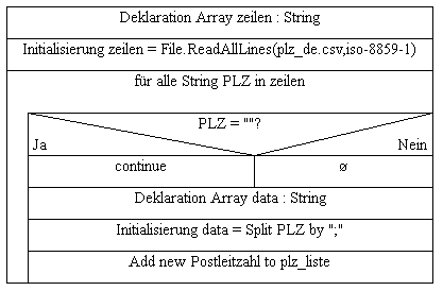 Deklaration Array zeilen : String
Initialisierung zeilen = File.ReadAllLines(plz_de.csv,iso-8859-1)
für alle String PLZ in zeilen
PLZ = ""?
Ja Nein
continue ø
Deklaration Array data : String
Initialisierung data = Split PLZ by ";"
Add new Postleitzahl to plz_liste